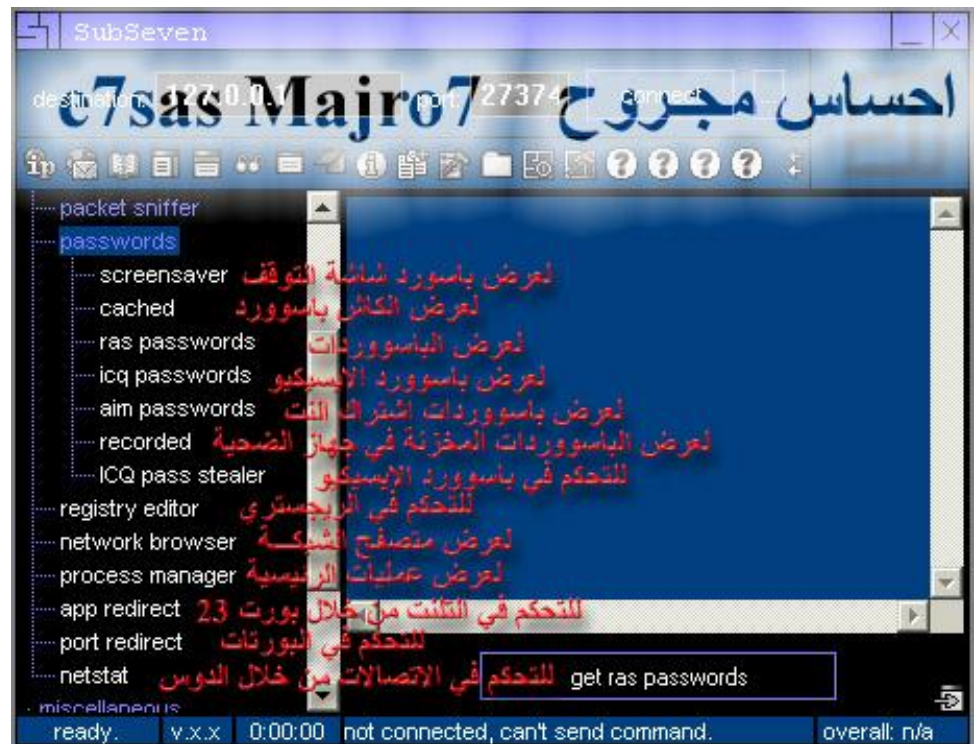 SubSeven
c7sas Majro7 احساس مجروح
destination: 127.0.0.1 port: 27374 connect ...
ip
packet sniffer
passwords
screensaver لعرض باسورد شاشة التوقف
cached لعرض الكاش باسوورد
ras passwords لعرض الباسووردات
icq passwords لعرض باسوورد الايسيكيو
aim passwords لعرض باسووردات اشتراك النت
recorded لعرض الباسووردات المخزنة في جهاز الضحية
ICQ pass stealer للتحكم في باسوورد الايسيكيو
registry editor للتحكم في الريجستري
network browser لعرض متصفح الشبكـــة
process manager لعرض عمليات الرئيسية
app redirect للتحكم في التلنت من خلال بورت 23
port redirect للتحكم في البورتات
netstat للتحكم في الاتصالات من خلال الدوس
get ras passwords
miscellaneous
ready. v.x.x 0:00:00 not connected, can't send command. overall: n/a